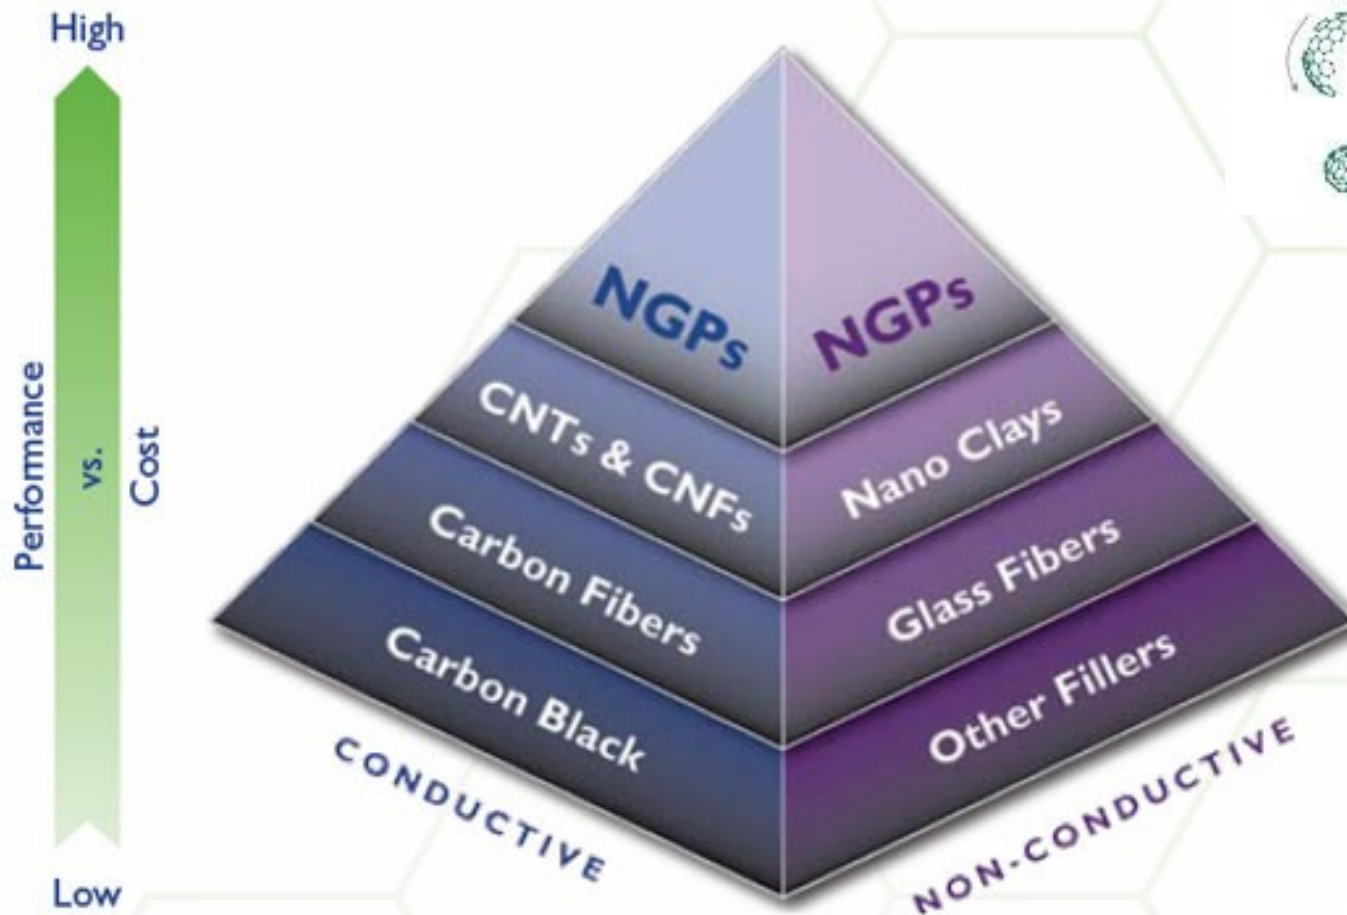 High
Performance
vs.
Cost
Low
NGPs
NGPs
CNTs & CNFs
Nano Clays
Carbon Fibers
Glass Fibers
Carbon Black
Other Fillers
CONDUCTIVE
NON-CONDUCTIVE